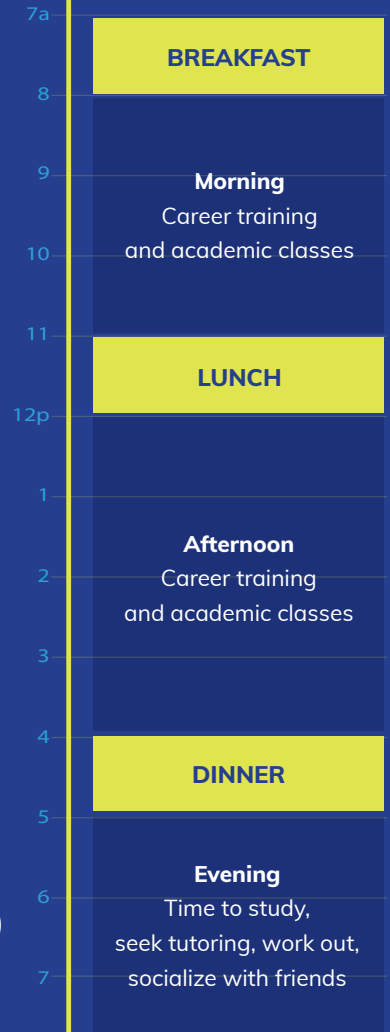 7a
BREAKFAST
8
9
Morning
Career training
and academic classes
10
11
LUNCH
12p
1
Afternoon
2
Career training
and academic classes
3
4
DINNER
5
Evening
6
Time to study,
seek tutoring, work out,
7
socialize with friends